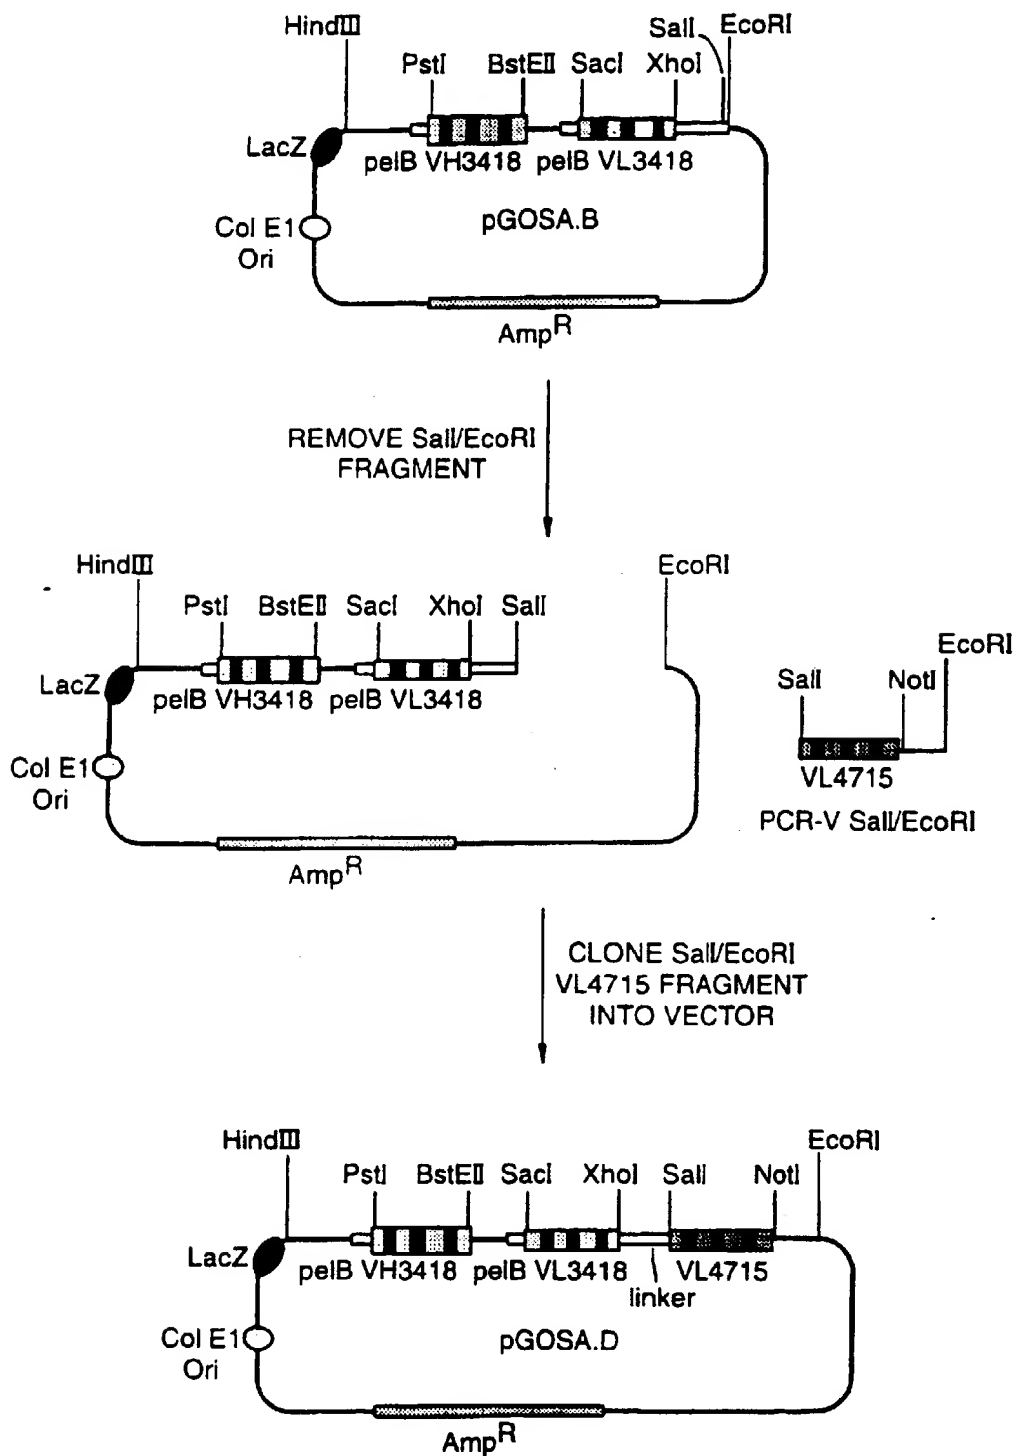 HindIII
SalI
EcoRI
PstI
BstEII
SacI
XhoI
LacZ
pelB VH3418
pelB VL3418
Col E1
Ori
pGOSA.B
AmpR
REMOVE SalI/EcoRI
FRAGMENT
HindIII
EcoRI
PstI
BstEII
SacI
XhoI
SalI
EcoRI
LacZ
pelB VH3418
pelB VL3418
SalI
NotI
Col E1
Ori
VL4715
PCR-V SalI/EcoRI
AmpR
CLONE SalI/EcoRI
VL4715 FRAGMENT
INTO VECTOR
HindIII
EcoRI
PstI
BstEII
SacI
XhoI
SalI
NotI
LacZ
pelB VH3418
pelB VL3418
VL4715
linker
Col E1
Ori
pGOSA.D
AmpR